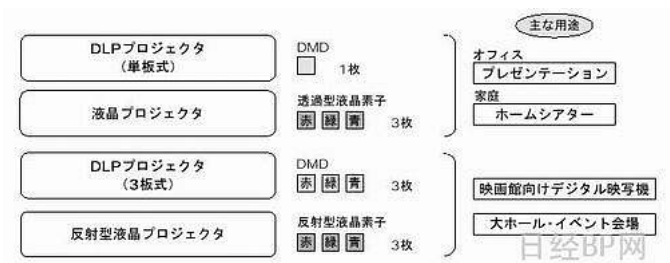 主な用途
DLPプロジェクタ
(単板式)
DMD
1枚
液晶プロジェクタ
透過型液晶素子
赤 緑 青 3枚
オフィス
プレゼンテーション
家庭
ホームシアター
DLPプロジェクタ
(3板式)
DMD
赤 緑 青 3枚
反射型液晶プロジェクタ
反射型液晶素子
赤 緑 青 3枚
映画館向けデジタル映写機
大ホール・イベント会場
日经BP网